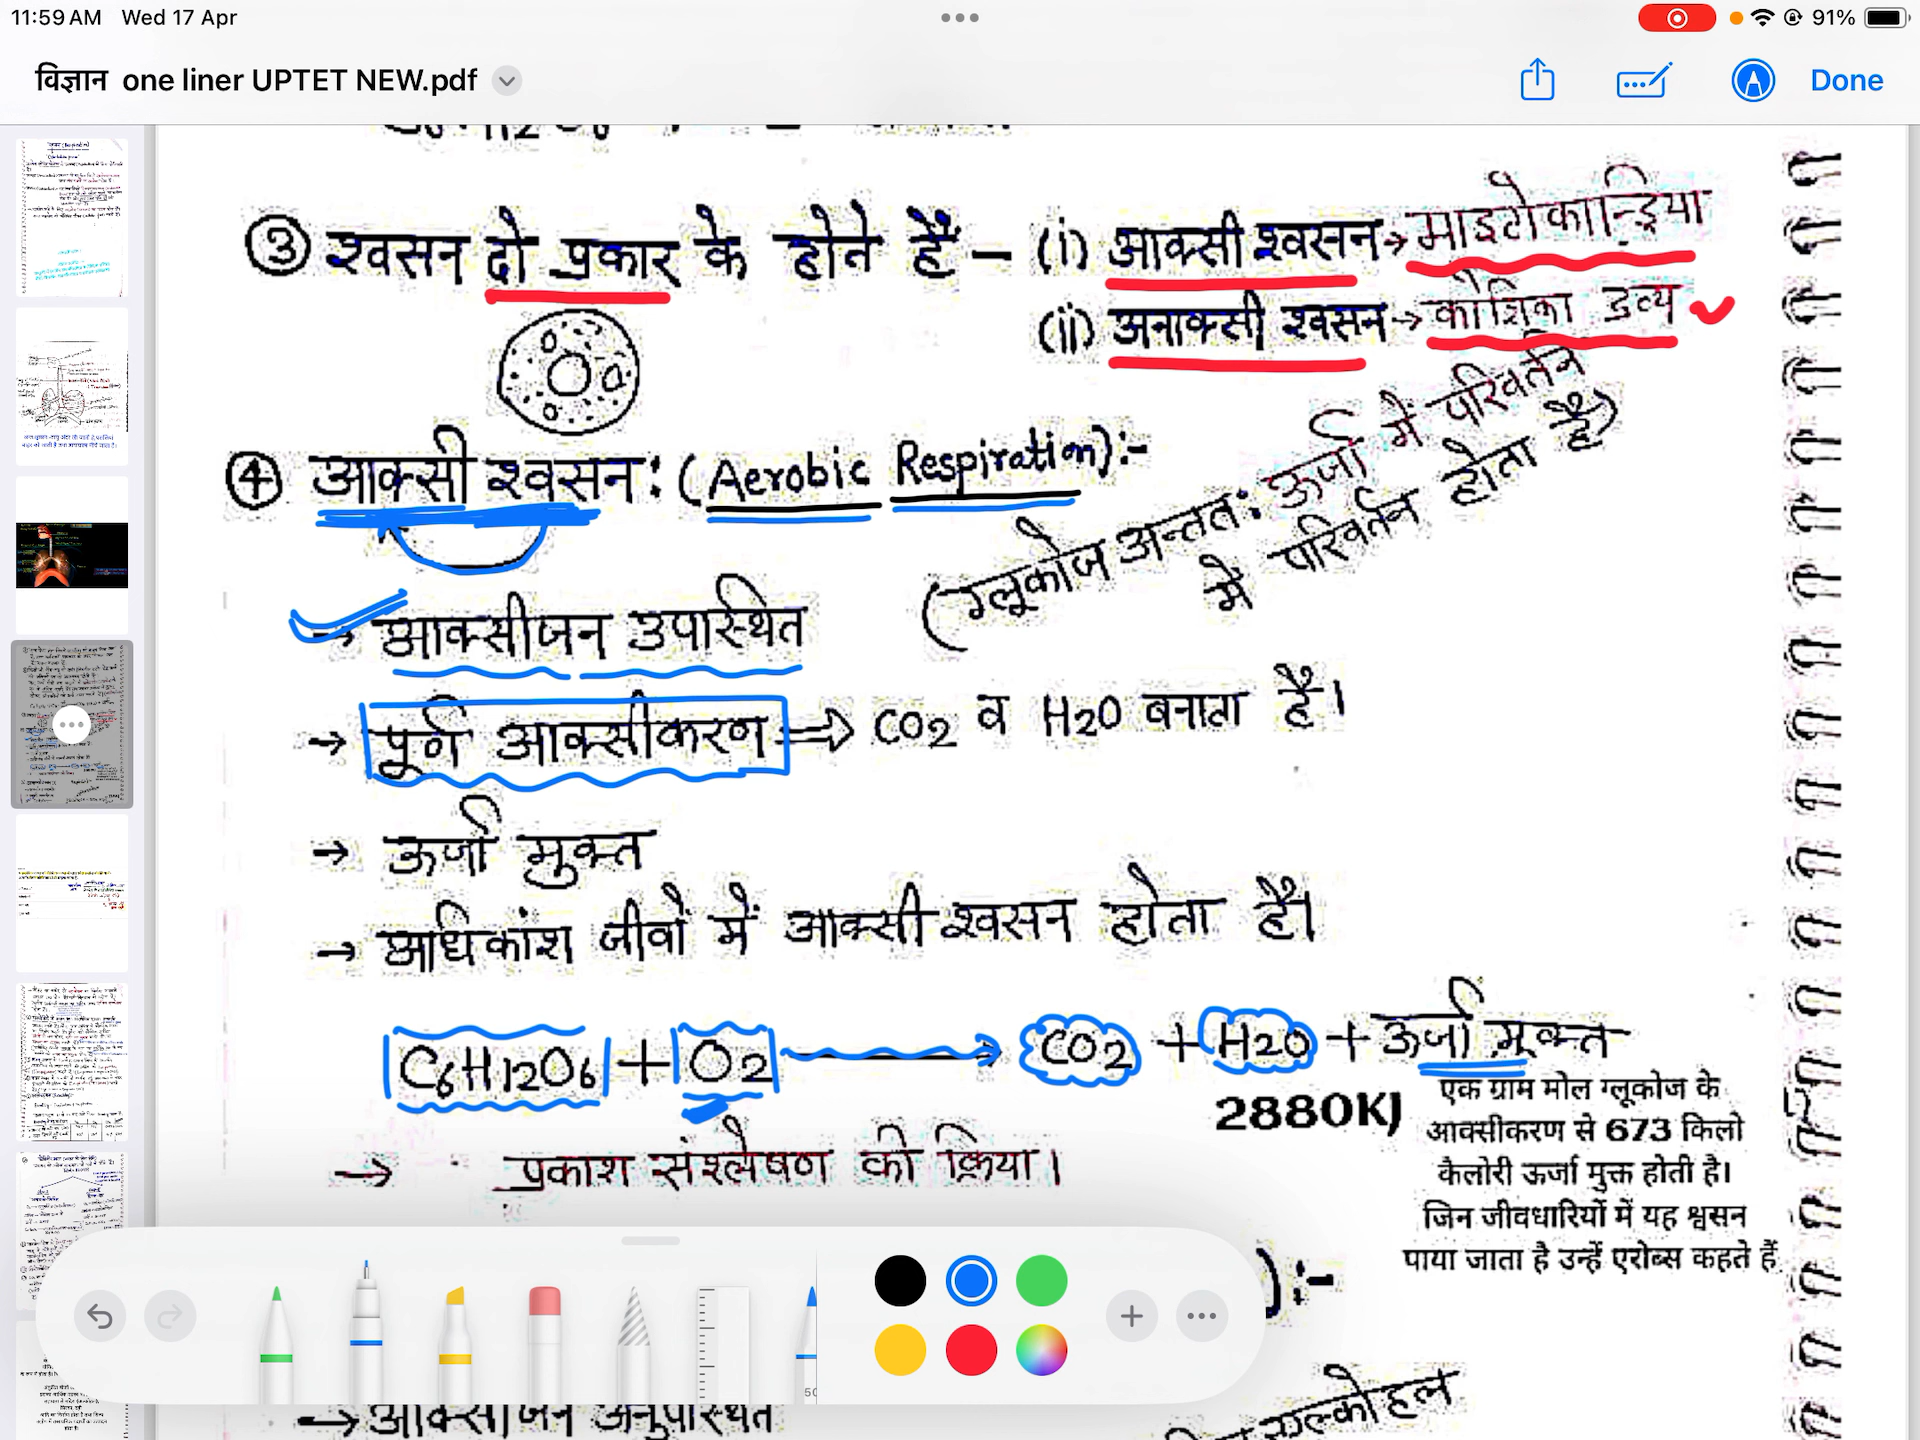 11:59 AM Wed 17 Apr
91%
विज्ञान one liner UPTET NEW.pdf
Done
③ श्वसन दो प्रकार के होते हैं – (i) आक्सी श्वसन → माइटोकान्ड्रिया
(ii) अनाक्सी श्वसन → कोशिका द्रव्य
④ आक्सी श्वसन: (Aerobic Respiration):-
(ग्लूकोज अन्तत: ऊर्जा में परिवर्तन
में परिवर्तन होता है)
→ आक्सीजन उपास्थित
→ पूर्ण आक्सीकरण ⇒ CO2 व H2O बनाता है।
→ ऊर्जा मुक्त
→ अधिकांश जीवों में आक्सी श्वसन होता है।
C6H12O6 + O2 → CO2 + H2O + ऊर्जा मुक्त
2880KJ
एक ग्राम मोल ग्लूकोज के
आक्सीकरण से 673 किलो
कैलोरी ऊर्जा मुक्त होती है।
जिन जीवधारियों में यह श्वसन
पाया जाता है उन्हें एरोब्स कहते हैं
→ प्रकाश संश्लेषण की क्रिया।
):-
→ आक्सीजन अनुपास्थित